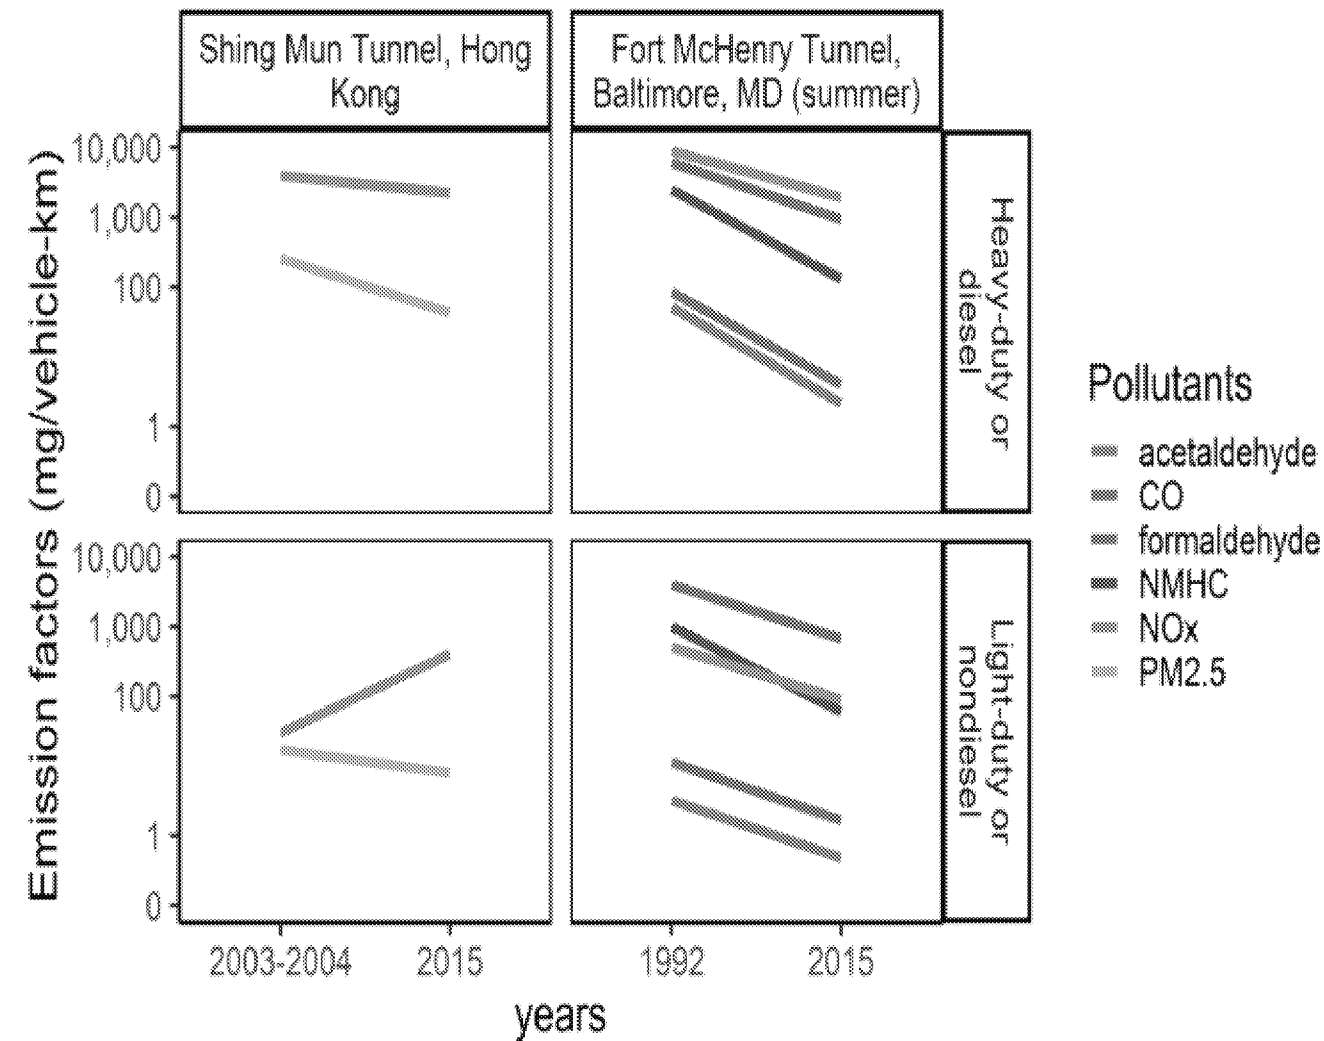 Shing Mun Tunnel, Hong
Kong
Fort McHenry Tunnel,
Baltimore, MD (summer)
Emission factors (mg/vehicle-km)
10,000
1,000
100
1
0
Heavy-duty or
diesel
10,000
1,000
100
1
0
Light-duty or
nondiesel
2003-2004
2015
1992
2015
years
Pollutants
acetaldehyde
CO
formaldehyde
NMHC
NOx
PM2.5